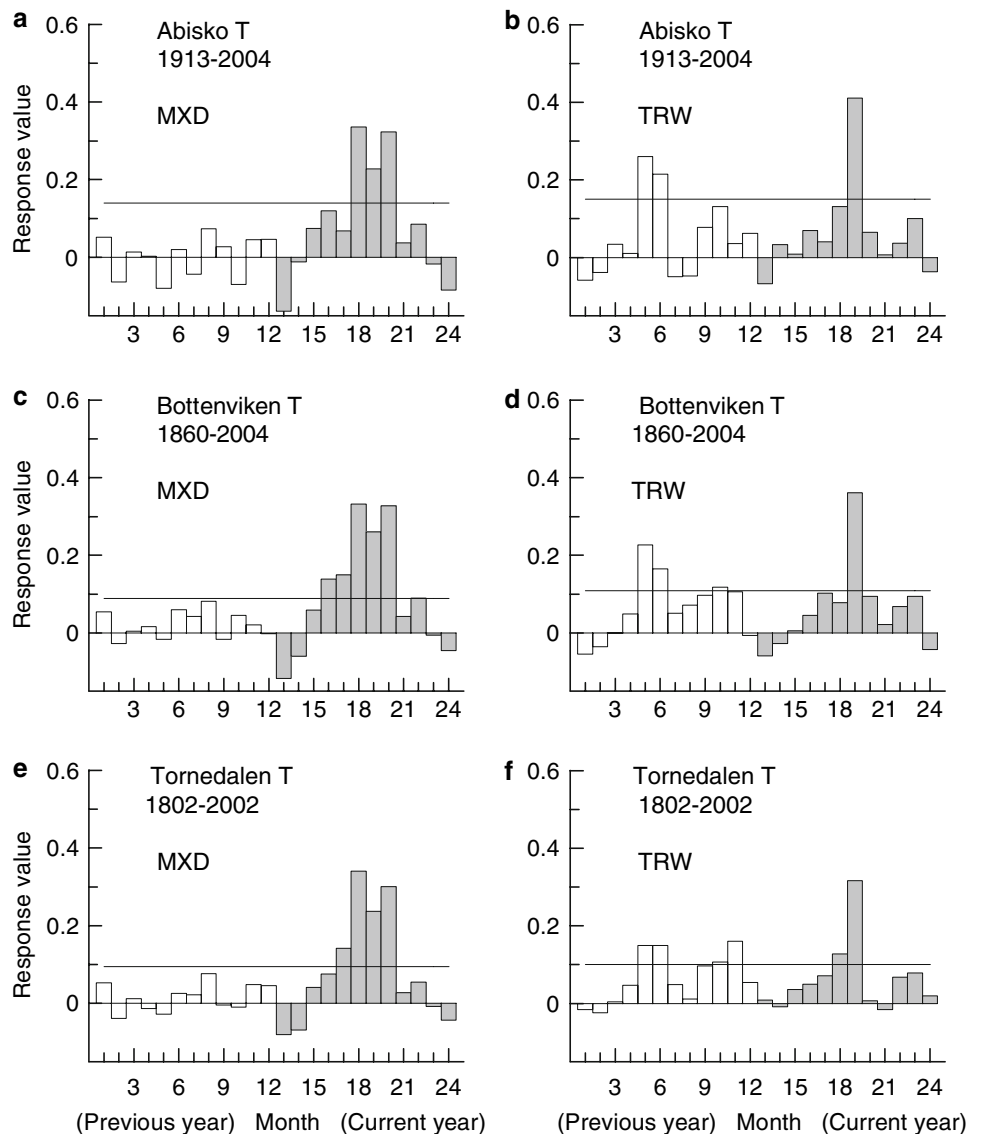 a
0.6
0.4
0.2
0
Response value
Abisko T
1913-2004
MXD
3 6 9 12 15 18 21 24
b
0.6
0.4
0.2
0
Abisko T
1913-2004
TRW
3 6 9 12 15 18 21 24
c
0.6
0.4
0.2
0
Response value
Bottenviken T
1860-2004
MXD
3 6 9 12 15 18 21 24
d
0.6
0.4
0.2
0
Bottenviken T
1860-2004
TRW
3 6 9 12 15 18 21 24
e
0.6
0.4
0.2
0
Response value
Tornedalen T
1802-2002
MXD
3 6 9 12 15 18 21 24
(Previous year) Month (Current year)
f
0.6
0.4
0.2
0
Tornedalen T
1802-2002
TRW
3 6 9 12 15 18 21 24
(Previous year) Month (Current year)